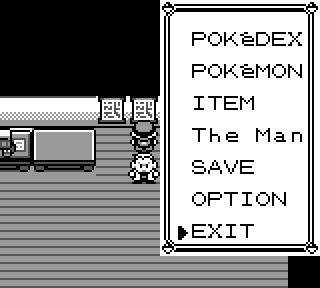 POKéDEX
POKéMON
ITEM
The Man
SAVE
OPTION
EXIT